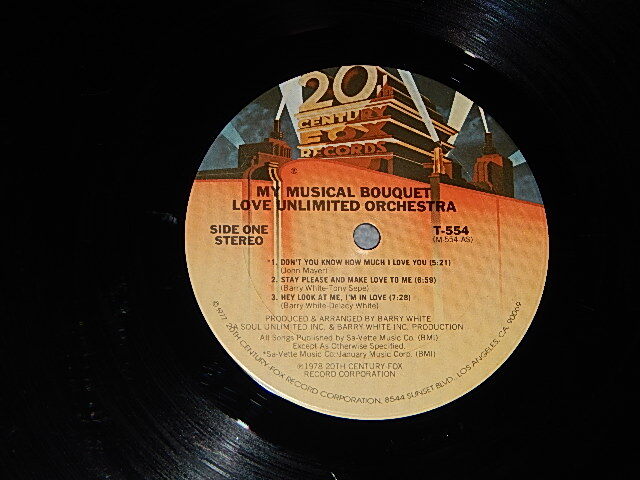 20th
CENTURY
FOX
RECORDS
®
MY MUSICAL BOUQUET
LOVE UNLIMITED ORCHESTRA
SIDE ONE
STEREO
T-554
(M-554-AS)
*1. DON'T YOU KNOW HOW MUCH I LOVE YOU (5:21)
(John Mayer)
2. STAY PLEASE AND MAKE LOVE TO ME (6:59)
(Barry White-Tony Sepe)
3. HEY LOOK AT ME, I'M IN LOVE (7:28)
(Barry White-Delacy White)
PRODUCED & ARRANGED BY BARRY WHITE
A SOUL UNLIMITED INC. & BARRY WHITE INC. PRODUCTION
All Songs Published by Sa-Vette Music Co. (BMI)
Except As Otherwise Specified.
*Sa-Vette Music Co./January Music Corp. (BMI)
℗ 1978 20TH CENTURY FOX
RECORD CORPORATION
© 1977, 20TH CENTURY FOX RECORD CORPORATION, 8544 SUNSET BLVD., LOS ANGELES, CA. 90069